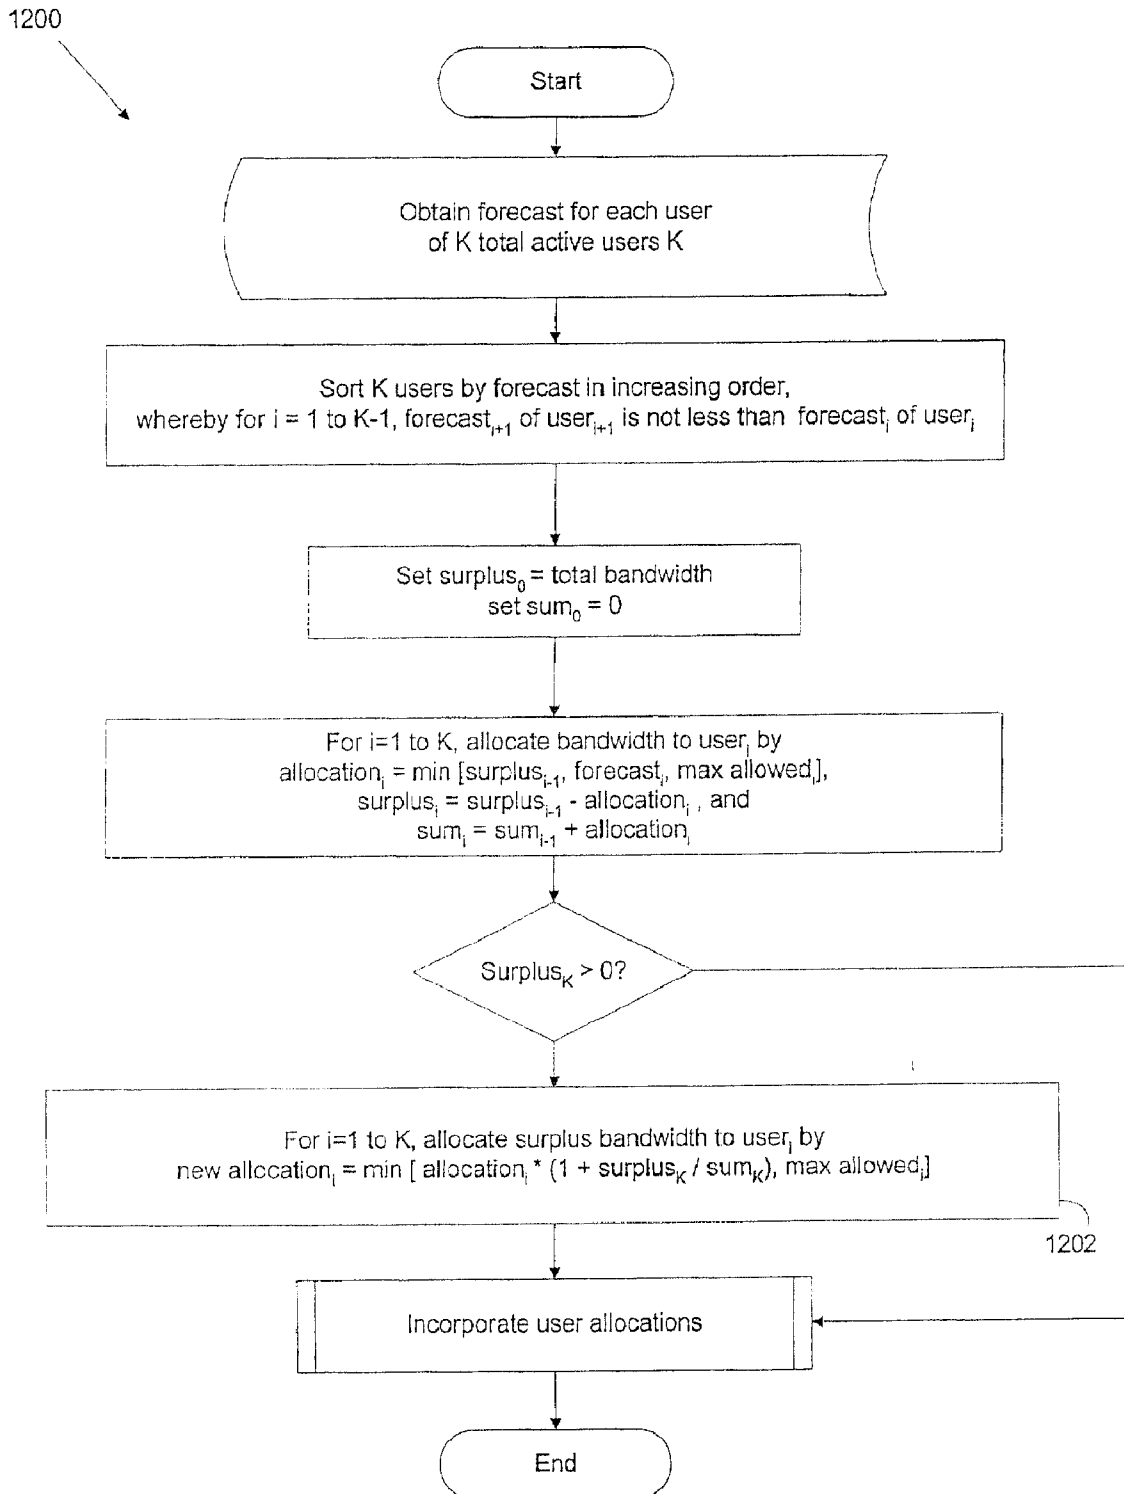 1200
Start
Obtain forecast for each user
of K total active users K
Sort K users by forecast in increasing order,
whereby for i = 1 to K-1, forecast_{i+1} of user_{i+1} is not less than forecast_i of user_i
Set surplus_0 = total bandwidth
set sum_0 = 0
For i=1 to K, allocate bandwidth to user_i by
allocation_i = min [surplus_{i-1}, forecast_i, max allowed_i],
surplus_i = surplus_{i-1} - allocation_i , and
sum_i = sum_{i-1} + allocation_i
Surplus_K > 0?
For i=1 to K, allocate surplus bandwidth to user_i by
new allocation_i = min [ allocation_i * (1 + surplus_K / sum_K), max allowed_i]
1202
Incorporate user allocations
End